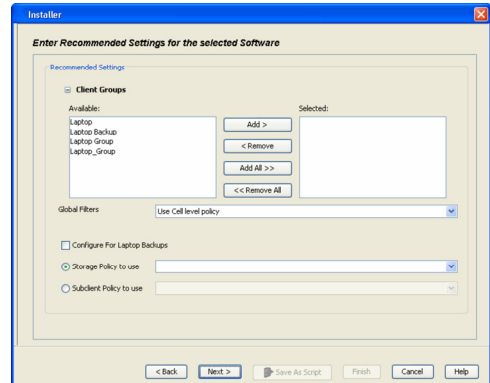 Installer
Enter Recommended Settings for the selected Software
Recommended Settings
Client Groups
Available:
Selected:
Laptop
Laptop Backup
Laptop Group
Laptop_Group
Add >
< Remove
Add All >>
<< Remove All
Global Filters
Use Cell level policy
Configure For Laptop Backups
Storage Policy to use
Subclient Policy to use
< Back
Next >
Save As Script
Finish
Cancel
Help